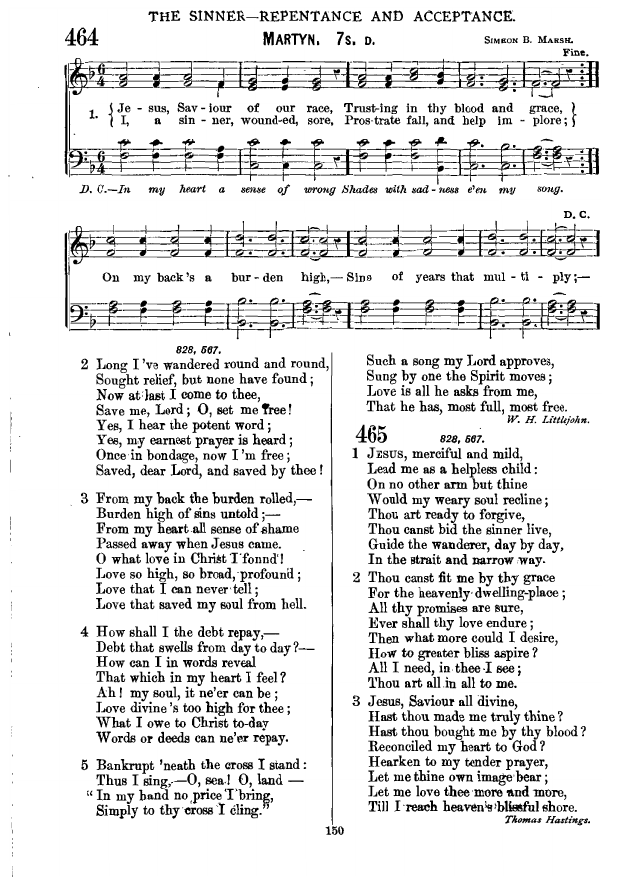 THE SINNER—REPENTANCE AND ACCEPTANCE.
464 MARTYN. 7s. D. SIMEON B. MARSH.
Fine.
1. { Je - sus, Sav - iour of our race, Trust-ing in thy blood and grace, }
{ I, a sin - ner, wound-ed, sore, Pros-trate fall, and help im - plore; }
D. C.—In my heart a sense of wrong Shades with sad - ness e'en my song.
D. C.
On my back's a bur - den high,— Sins of years that mul - ti - ply;—
828, 567.
2 Long I've wandered round and round,
Sought relief, but none have found;
Now at last I come to thee,
Save me, Lord; O, set me free!
Yes, I hear the potent word;
Yes, my earnest prayer is heard;
Once in bondage, now I'm free;
Saved, dear Lord, and saved by thee!
3 From my back the burden rolled,—
Burden high of sins untold;—
From my heart all sense of shame
Passed away when Jesus came.
O what love in Christ I fonnd!
Love so high, so broad, profound;
Love that I can never tell;
Love that saved my soul from hell.
4 How shall I the debt repay,—
Debt that swells from day to day?—
How can I in words reveal
That which in my heart I feel?
Ah! my soul, it ne'er can be;
Love divine's too high for thee;
What I owe to Christ to-day
Words or deeds can ne'er repay.
5 Bankrupt 'neath the cross I stand:
Thus I sing,—O, sea! O, land—
"In my hand no price I bring,
Simply to thy cross I cling."
Such a song my Lord approves,
Sung by one the Spirit moves;
Love is all he asks from me,
That he has, most full, most free.
W. H. Littlejohn.
465 828, 567.
1 JESUS, merciful and mild,
Lead me as a helpless child:
On no other arm but thine
Would my weary soul recline;
Thou art ready to forgive,
Thou canst bid the sinner live,
Guide the wanderer, day by day,
In the strait and narrow way.
2 Thou canst fit me by thy grace
For the heavenly dwelling-place;
All thy promises are sure,
Ever shall thy love endure;
Then what more could I desire,
How to greater bliss aspire?
All I need, in thee I see;
Thou art all in all to me.
3 Jesus, Saviour all divine,
Hast thou made me truly thine?
Hast thou bought me by thy blood?
Reconciled my heart to God?
Hearken to my tender prayer,
Let me thine own image bear;
Let me love thee more and more,
Till I reach heaven's blissful shore.
Thomas Hastings.
150